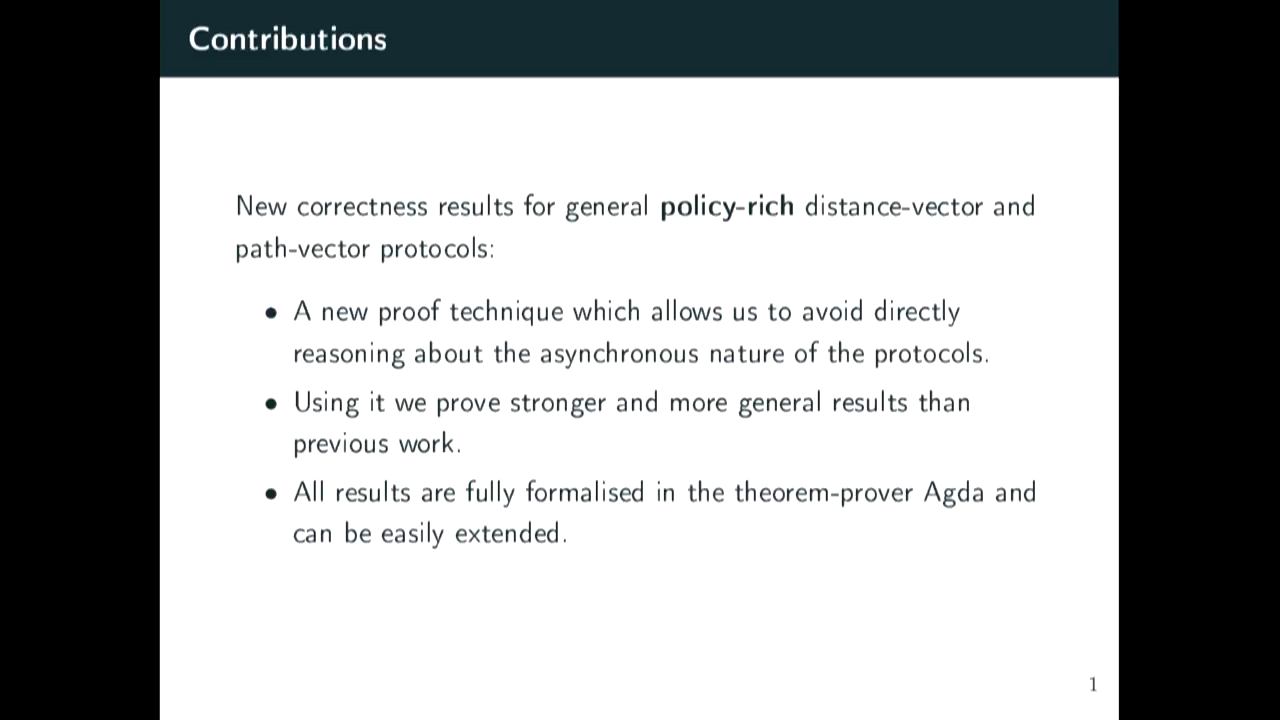 Contributions
New correctness results for general policy-rich distance-vector and
path-vector protocols:
• A new proof technique which allows us to avoid directly
reasoning about the asynchronous nature of the protocols.
• Using it we prove stronger and more general results than
previous work.
• All results are fully formalised in the theorem-prover Agda and
can be easily extended.
1